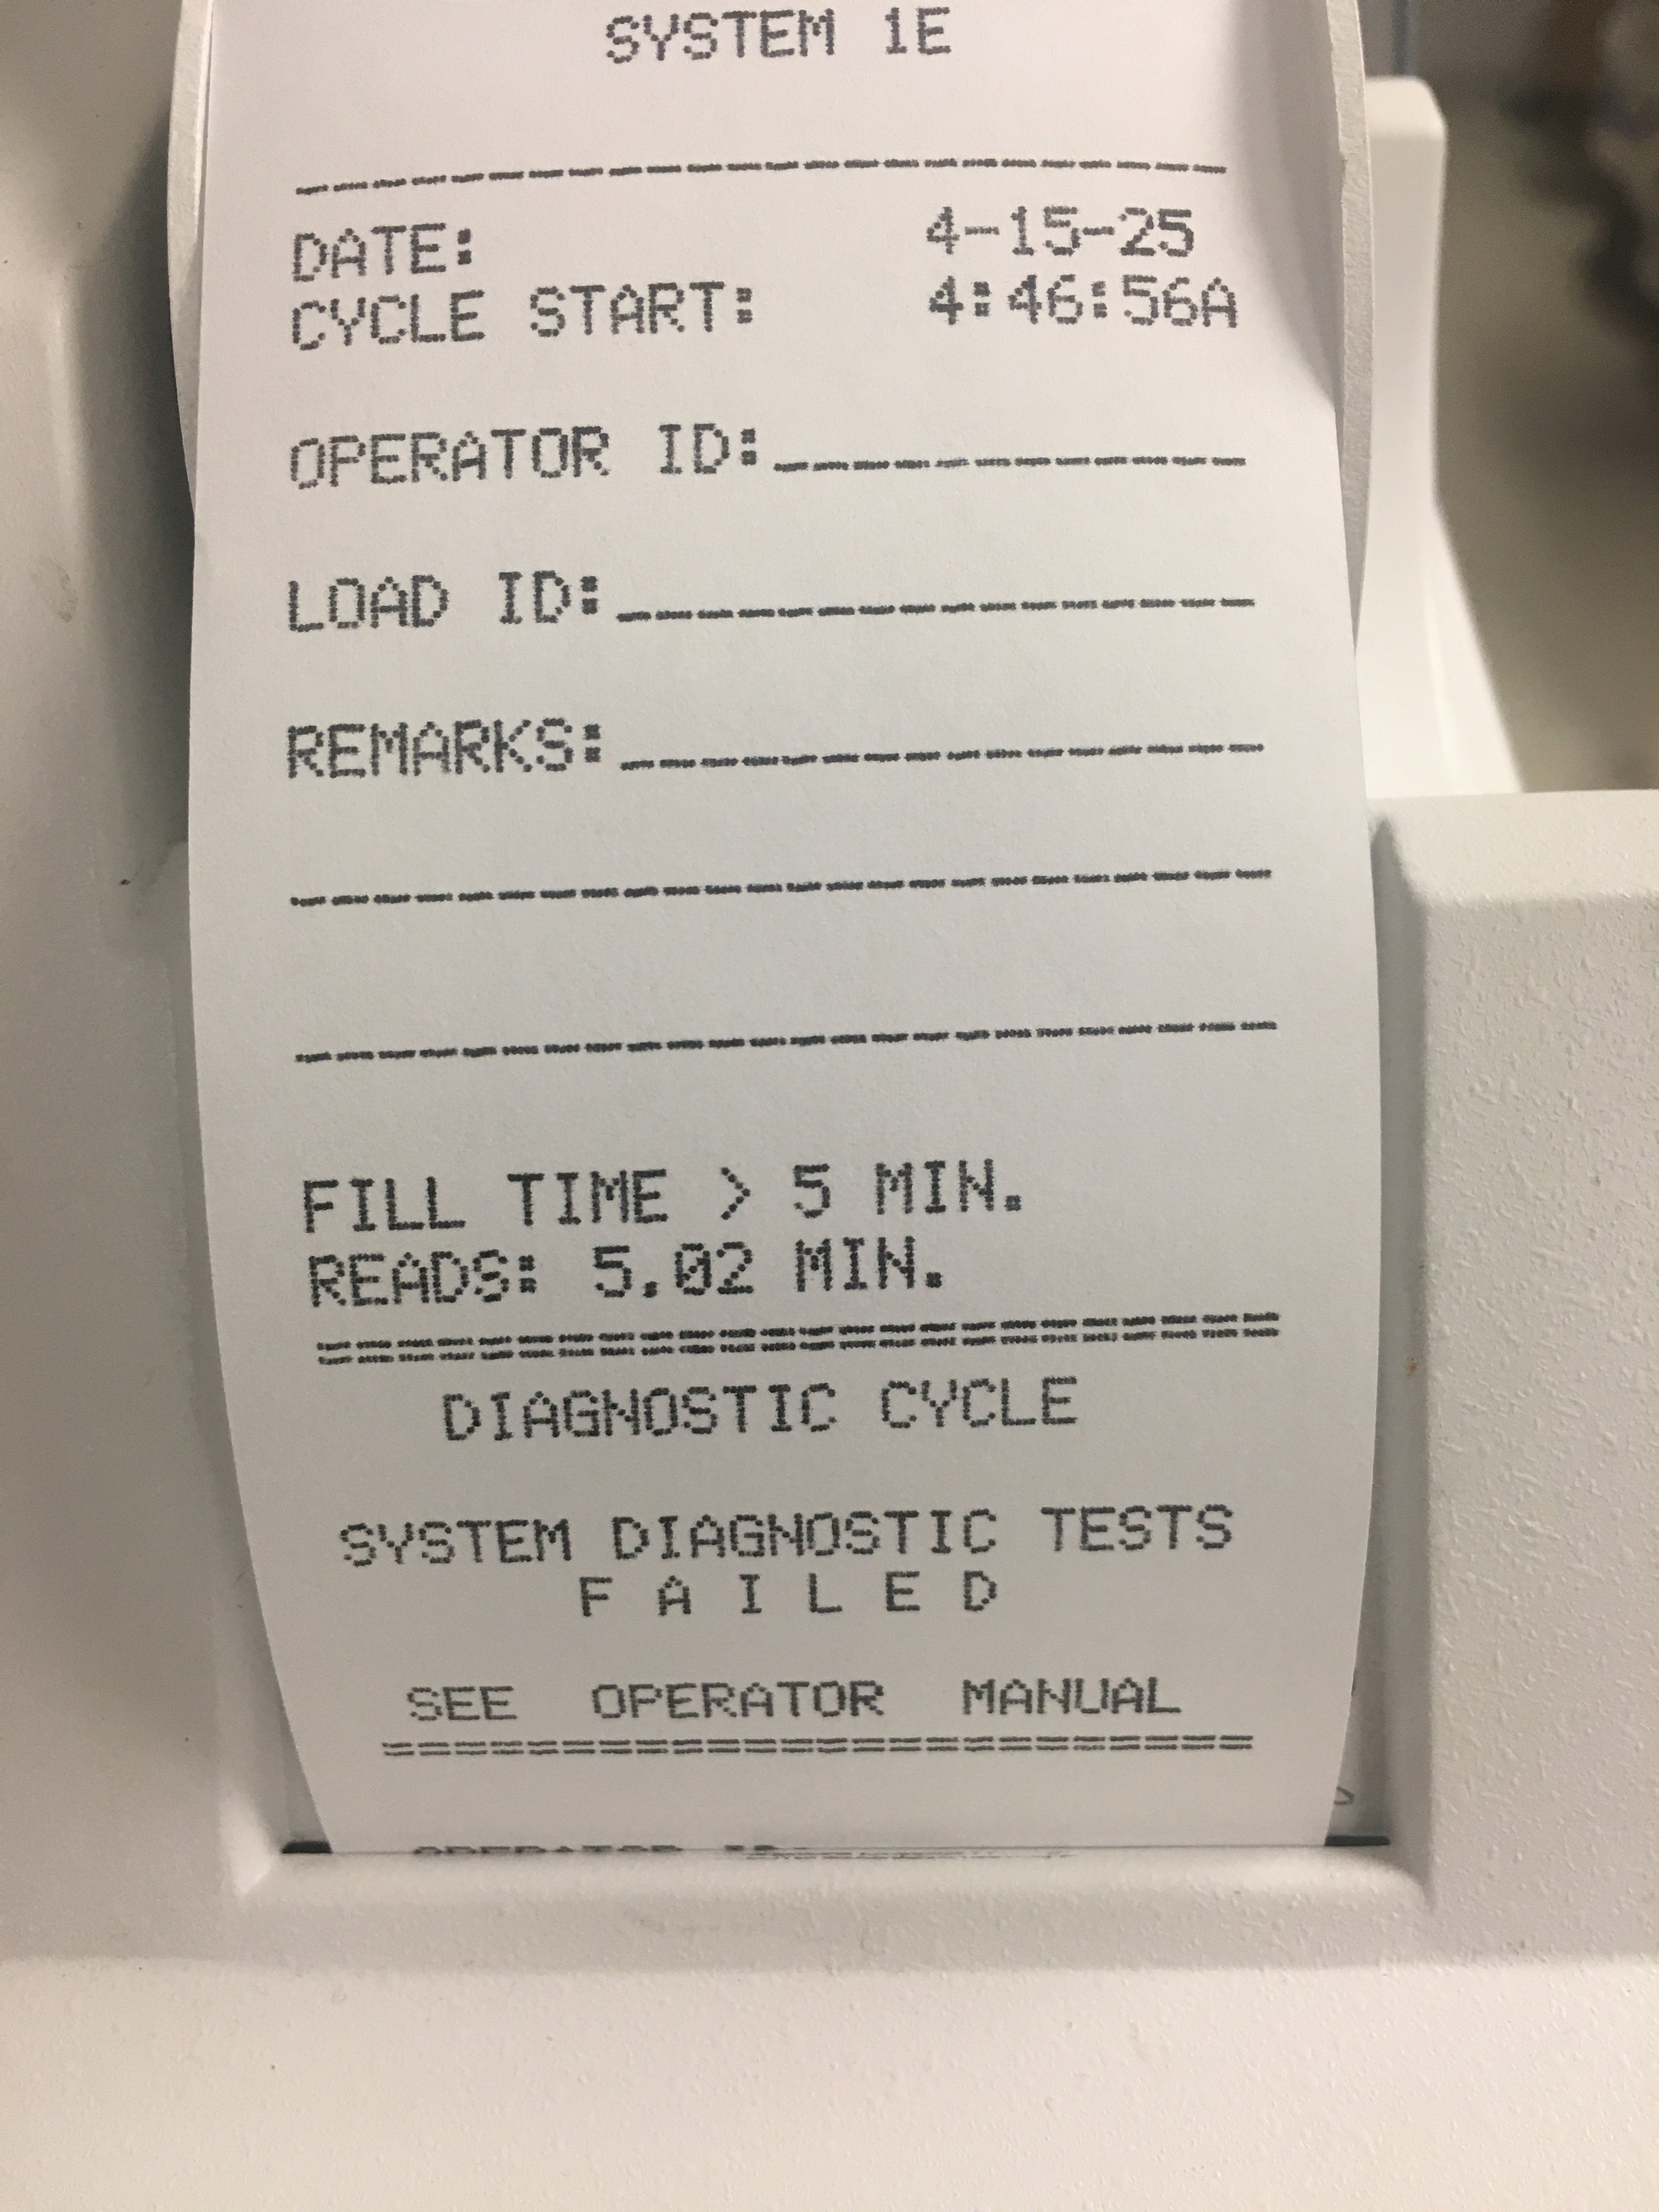 SYSTEM 1E
DATE: 4-15-25
CYCLE START: 4:46:56A
OPERATOR ID:
LOAD ID:
REMARKS:
FILL TIME > 5 MIN.
READS: 5.02 MIN.
DIAGNOSTIC CYCLE
SYSTEM DIAGNOSTIC TESTS
F A I L E D
SEE OPERATOR MANUAL
========================